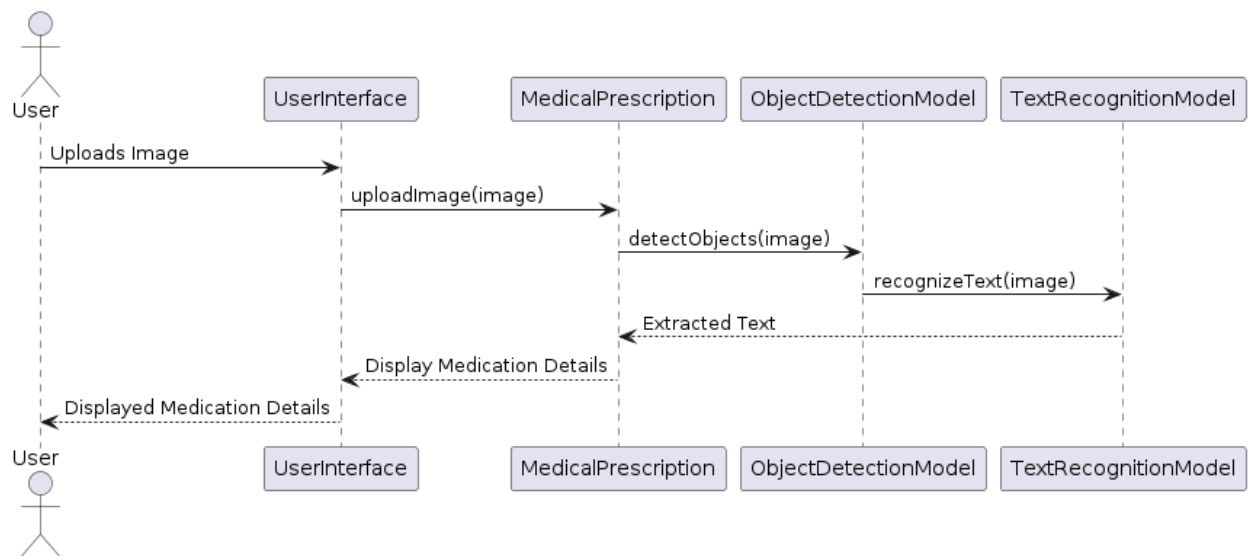 User
UserInterface
MedicalPrescription
ObjectDetectionModel
TextRecognitionModel
Uploads Image
uploadImage(image)
detectObjects(image)
recognizeText(image)
Extracted Text
Display Medication Details
Displayed Medication Details
User
UserInterface
MedicalPrescription
ObjectDetectionModel
TextRecognitionModel